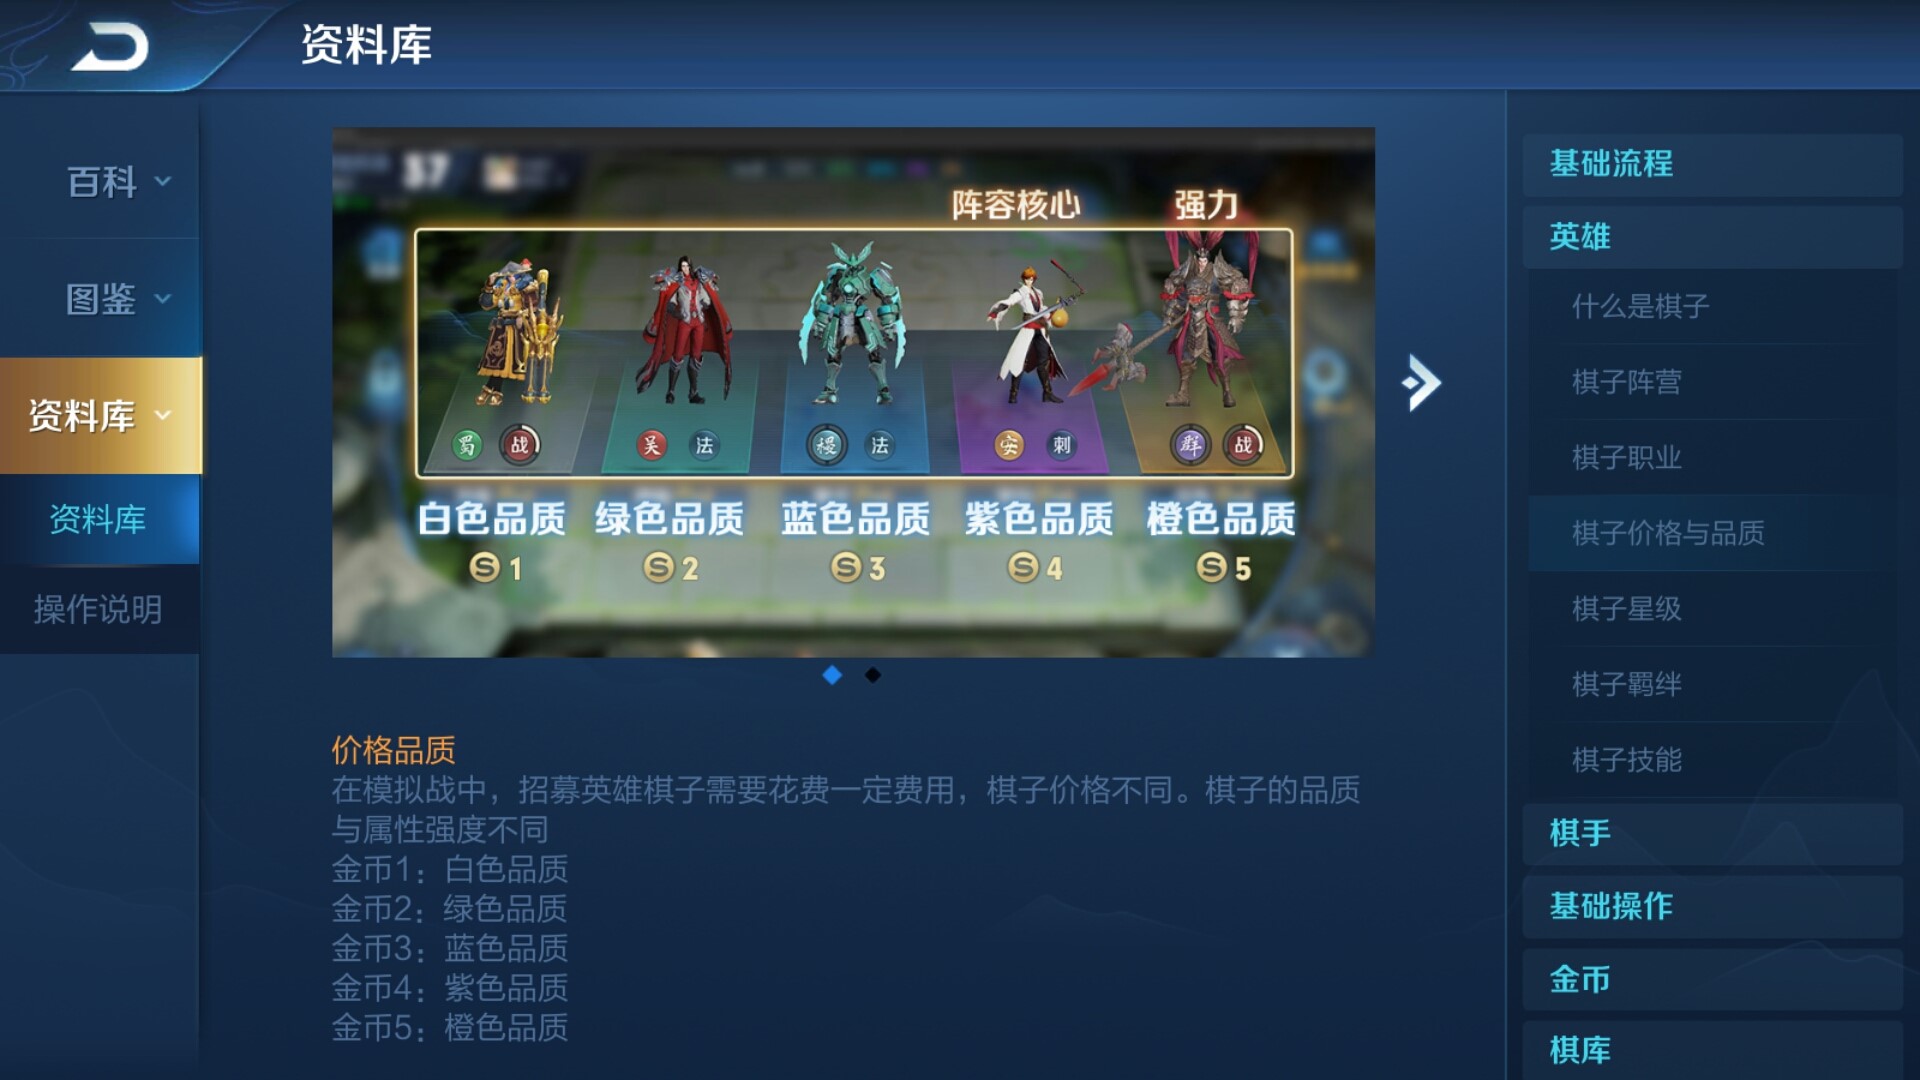 资料库
百科
图鉴
资料库
资料库
操作说明
37
阵容核心
强力
蜀 战
吴 法
稷 法
安 刺
群 战
白色品质 绿色品质 蓝色品质 紫色品质 橙色品质
1 2 3 4 5
价格品质
在模拟战中，招募英雄棋子需要花费一定费用，棋子价格不同。棋子的品质
与属性强度不同
金币1：白色品质
金币2：绿色品质
金币3：蓝色品质
金币4：紫色品质
金币5：橙色品质
基础流程
英雄
什么是棋子
棋子阵营
棋子职业
棋子价格与品质
棋子星级
棋子羁绊
棋子技能
棋手
基础操作
金币
棋库